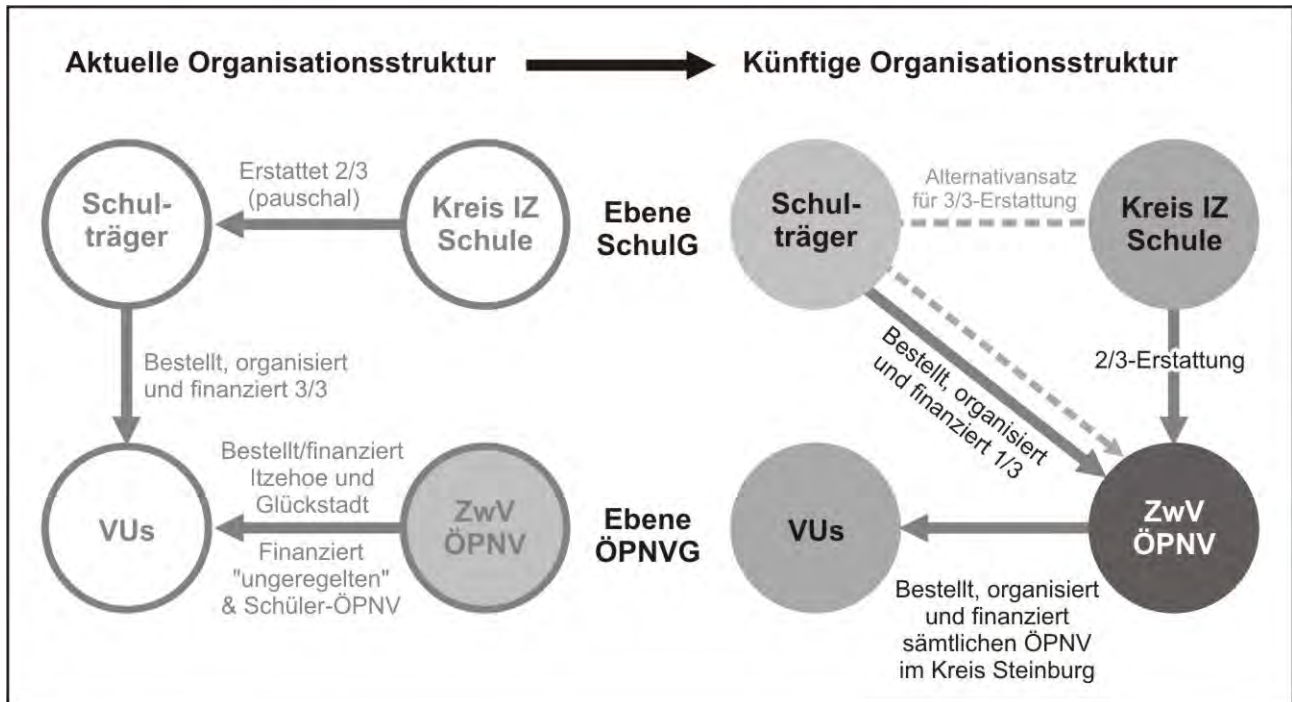 Aktuelle Organisationsstruktur
Künftige Organisationsstruktur
Schul-
träger
Erstattet 2/3
(pauschal)
Kreis IZ
Schule
Ebene
SchulG
Schul-
träger
Alternativansatz
für 3/3-Erstattung
Kreis IZ
Schule
Bestellt, organisiert
und finanziert 3/3
Bestellt, organisiert
und finanziert 1/3
2/3-Erstattung
VUs
Bestellt/finanziert
Itzehoe und
Glückstadt
Finanziert
"ungeregelten"
& Schüler-ÖPNV
ZwV
ÖPNV
Ebene
ÖPNVG
VUs
ZwV
ÖPNV
Bestellt, organisiert
und finanziert
sämtlichen ÖPNV
im Kreis Steinburg